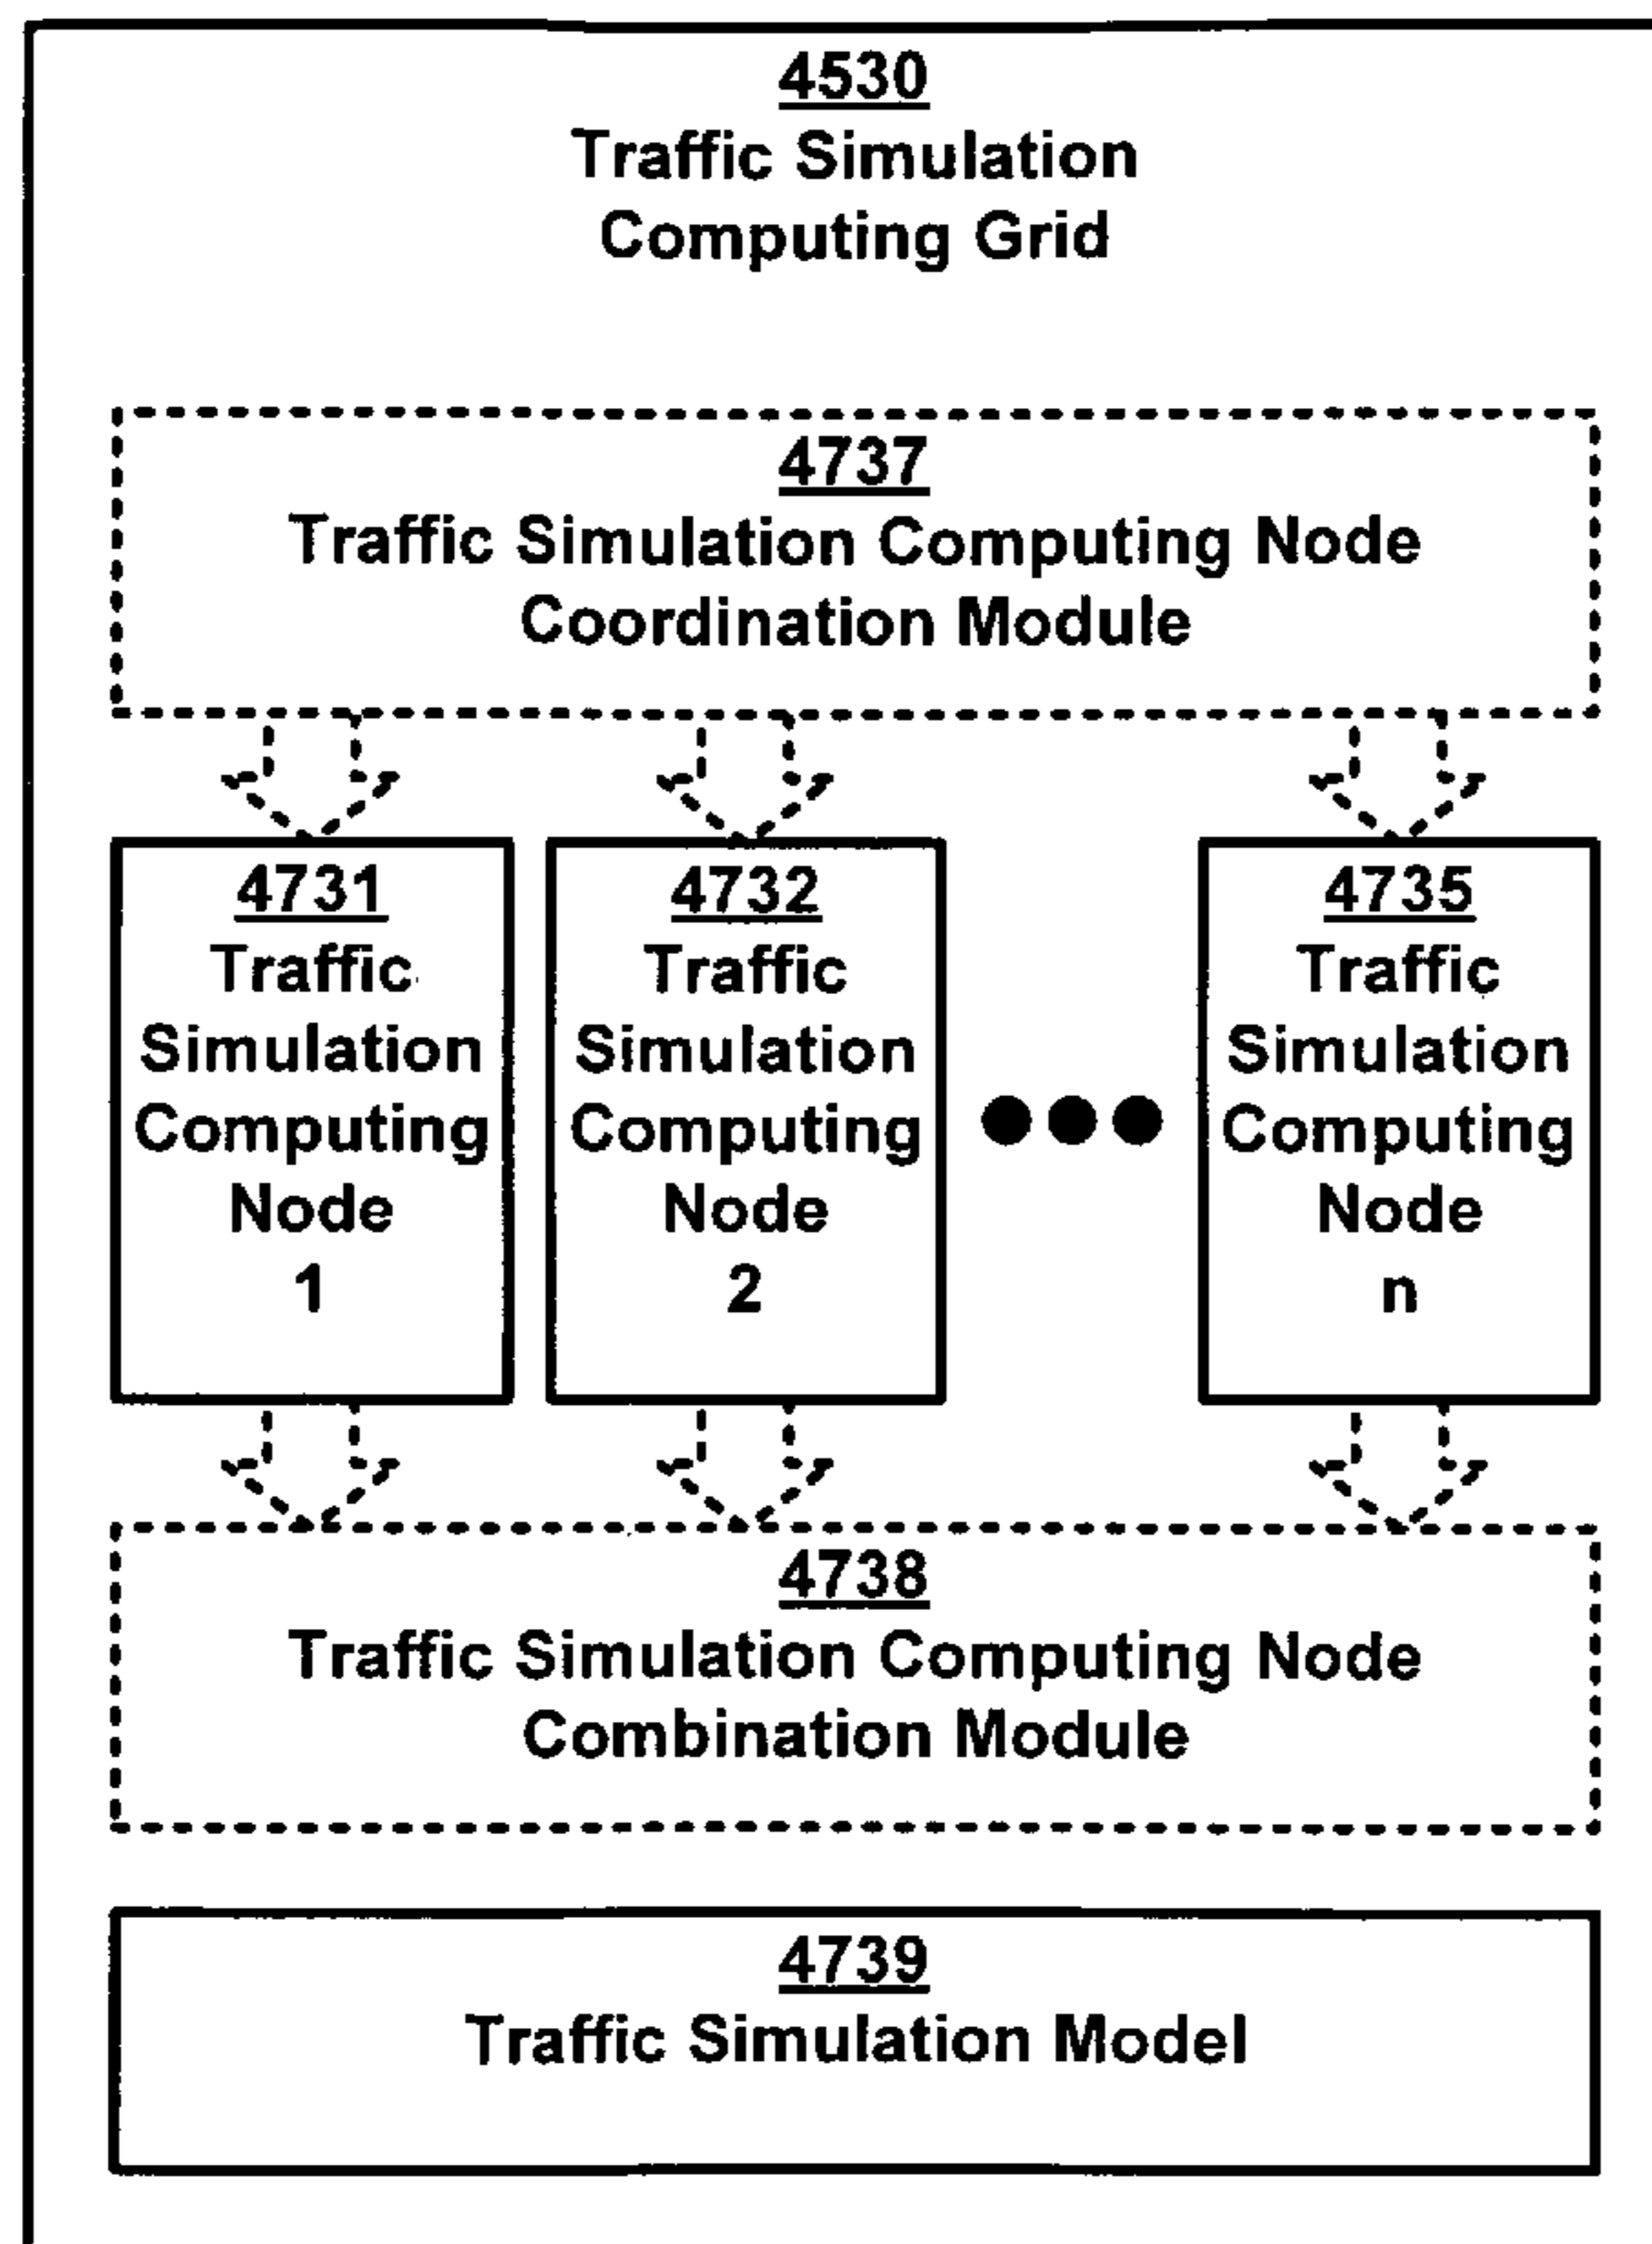 4530
Traffic Simulation
Computing Grid
4737
Traffic Simulation Computing Node
Coordination Module
4731
Traffic
Simulation
Computing
Node
1
4732
Traffic
Simulation
Computing
Node
2
4735
Traffic
Simulation
Computing
Node
n
4738
Traffic Simulation Computing Node
Combination Module
4739
Traffic Simulation Model